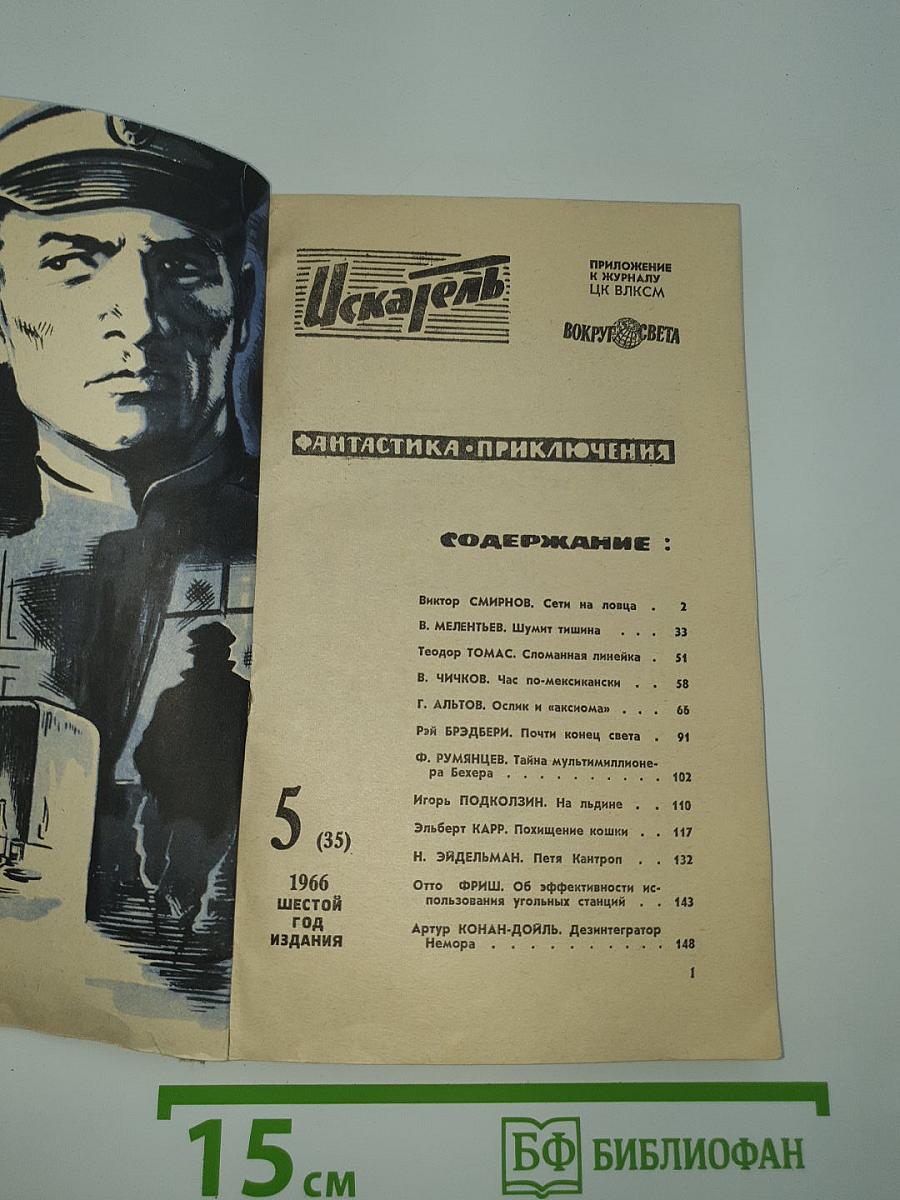 Искатель
ПРИЛОЖЕНИЕ
К ЖУРНАЛУ
ЦК ВЛКСМ
ВОКРУГ СВЕТА
ФАНТАСТИКА • ПРИКЛЮЧЕНИЯ
СОДЕРЖАНИЕ :
Виктор СМИРНОВ. Сети на ловца . 2
В. МЕЛЕНТЬЕВ. Шумит тишина . . . 33
Теодор ТОМАС. Сломанная линейка . 51
В. ЧИЧКОВ. Час по-мексикански . . 58
Г. АЛЬТОВ. Ослик и «аксиома» . . . 66
Рэй БРЭДБЕРИ. Почти конец света . 91
Ф. РУМЯНЦЕВ. Тайна мультимиллионе-
ра Бехера . . . . . . . . . . 102
Игорь ПОДКОЛЗИН. На льдине . . 110
Эльберт КАРР. Похищение кошки . . 117
Н. ЭЙДЕЛЬМАН. Петя Кантроп . . 132
Отто ФРИШ. Об эффективности ис-
пользования угольных станций . . 143
Артур КОНАН-ДОЙЛЬ. Дезинтегратор
Немора . . . . . . . . . . 148
5 (35)
1966
ШЕСТОЙ
ГОД
ИЗДАНИЯ
1
15 см
БФ БИБЛИОФАН